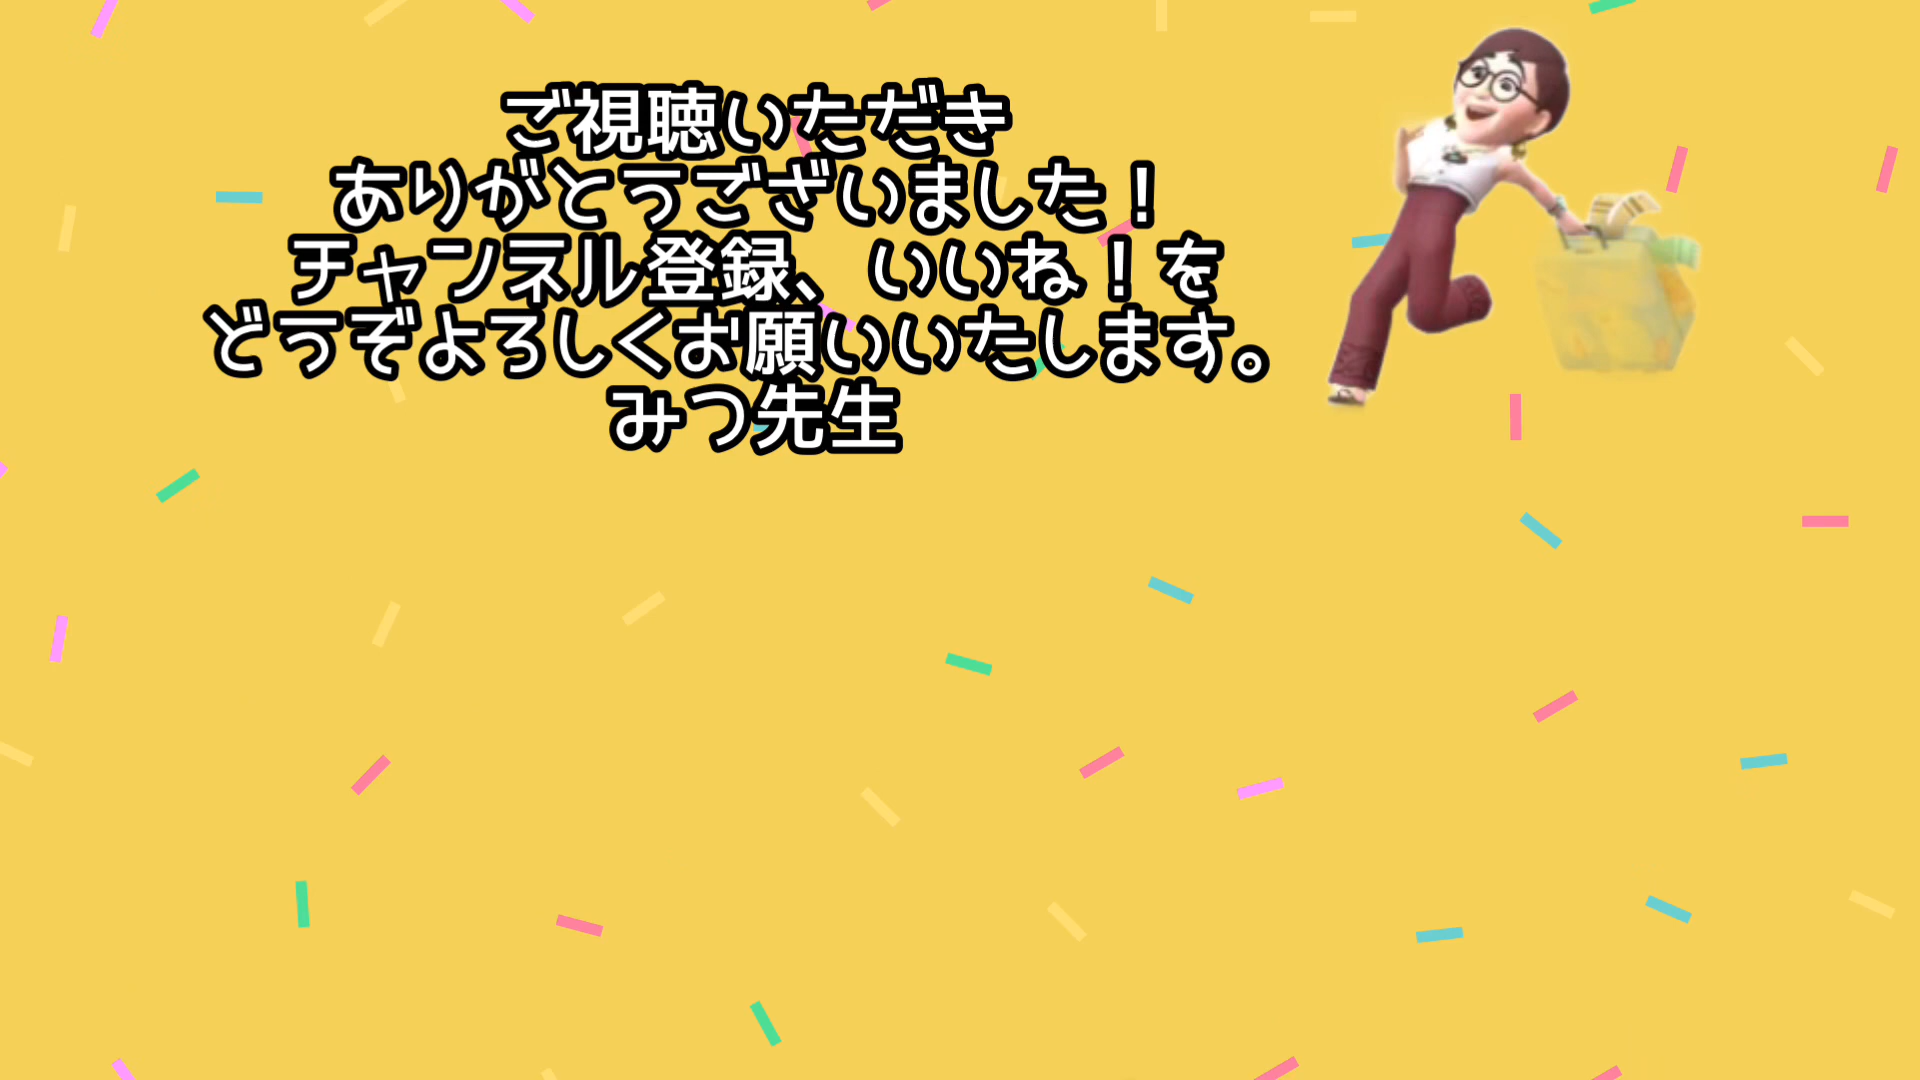 ご視聴いただき
ありがとうございました！
チャンネル登録、いいね！を
どうぞよろしくお願いいたします。
みつ先生